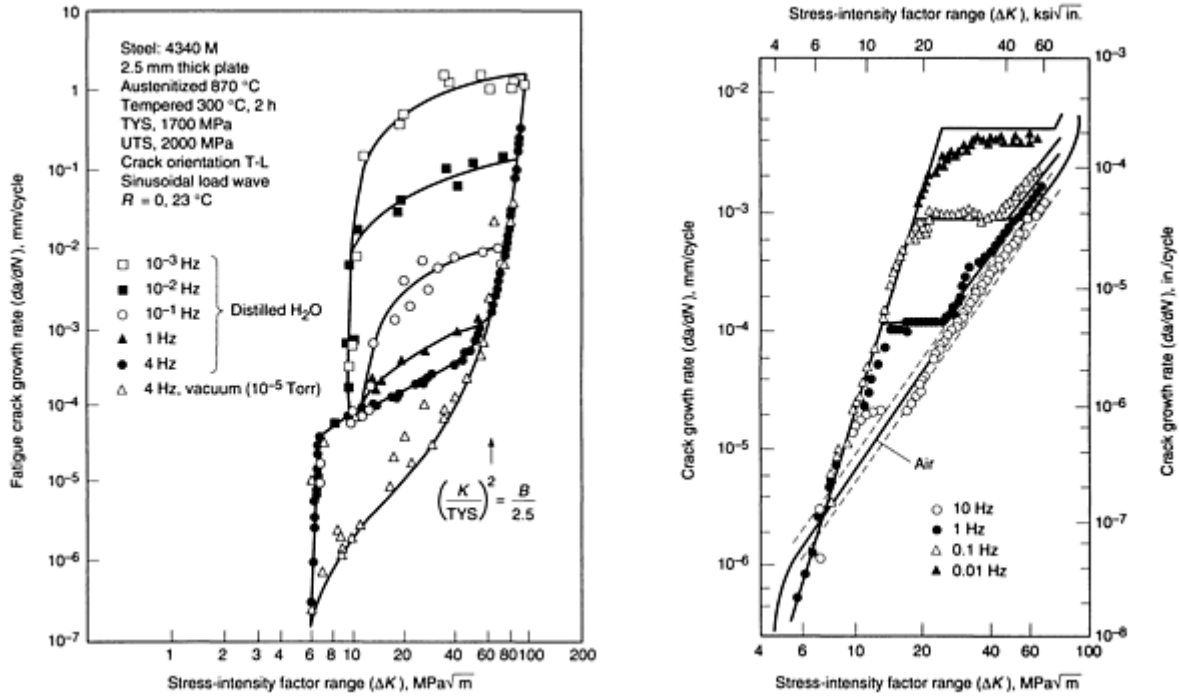 Fatigue crack growth rate (da/dN), mm/cycle
10
1
10⁻¹
10⁻²
10⁻³
10⁻⁴
10⁻⁵
10⁻⁶
10⁻⁷
Steel: 4340 M
2.5 mm thick plate
Austenitized 870 °C
Tempered 300 °C, 2 h
TYS, 1700 MPa
UTS, 2000 MPa
Crack orientation T-L
Sinusoidal load wave
R = 0, 23 °C
10⁻³ Hz
10⁻² Hz
10⁻¹ Hz
1 Hz
4 Hz
Distilled H₂O
4 Hz, vacuum (10⁻⁵ Torr)
(K/TYS)² = B/2.5
1 2 4 6 8 10 20 40 60 80 100 200
Stress-intensity factor range (ΔK), MPa√m
Stress-intensity factor range (ΔK), ksi√in.
4 6 10 20 40 60
Crack growth rate (da/dN), mm/cycle
10⁻²
10⁻³
10⁻⁴
10⁻⁵
10⁻⁶
Crack growth rate (da/dN), in./cycle
10⁻³
10⁻⁴
10⁻⁵
10⁻⁶
10⁻⁷
10⁻⁸
Air
10 Hz
1 Hz
0.1 Hz
0.01 Hz
4 6 10 20 40 60 100
Stress-intensity factor range (ΔK), MPa√m